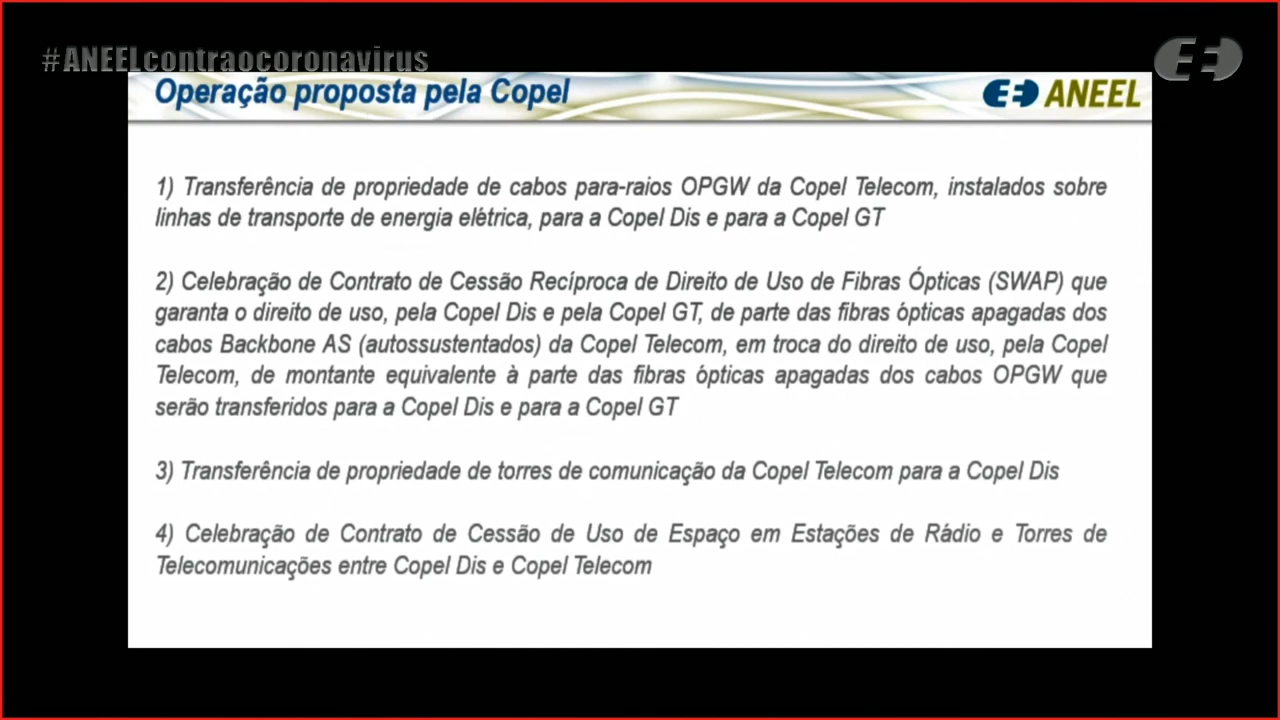 #ANEELcontraocoronavirus
Operação proposta pela Copel
ANEEL
1) Transferência de propriedade de cabos para-raios OPGW da Copel Telecom, instalados sobre
linhas de transporte de energia elétrica, para a Copel Dis e para a Copel GT
2) Celebração de Contrato de Cessão Recíproca de Direito de Uso de Fibras Ópticas (SWAP) que
garanta o direito de uso, pela Copel Dis e pela Copel GT, de parte das fibras ópticas apagadas dos
cabos Backbone AS (autossustentados) da Copel Telecom, em troca do direito de uso, pela Copel
Telecom, de montante equivalente à parte das fibras ópticas apagadas dos cabos OPGW que
serão transferidos para a Copel Dis e para a Copel GT
3) Transferência de propriedade de torres de comunicação da Copel Telecom para a Copel Dis
4) Celebração de Contrato de Cessão de Uso de Espaço em Estações de Rádio e Torres de
Telecomunicações entre Copel Dis e Copel Telecom